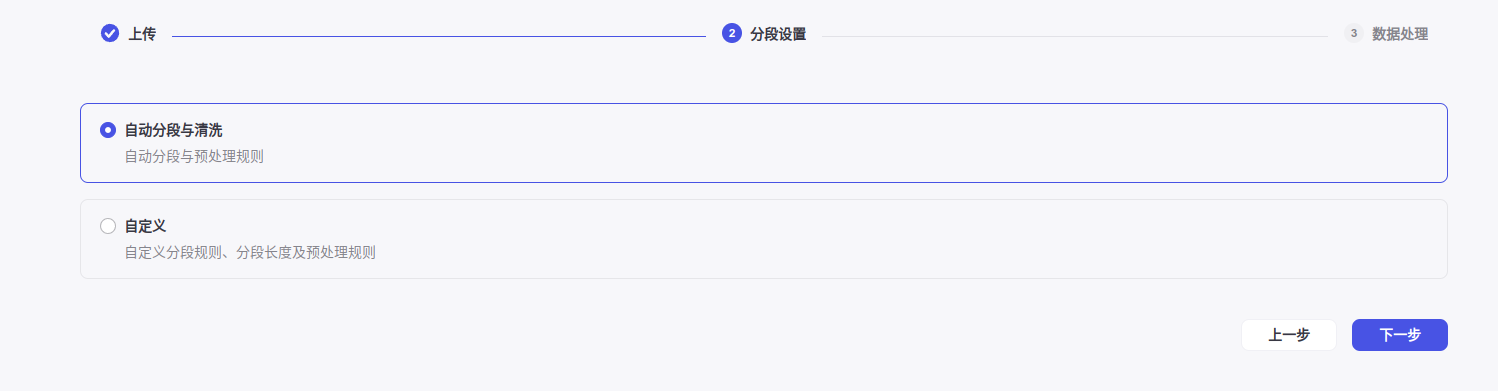 上传
2 分段设置
3 数据处理
自动分段与清洗
自动分段与预处理规则
自定义
自定义分段规则、分段长度及预处理规则
上一步
下一步